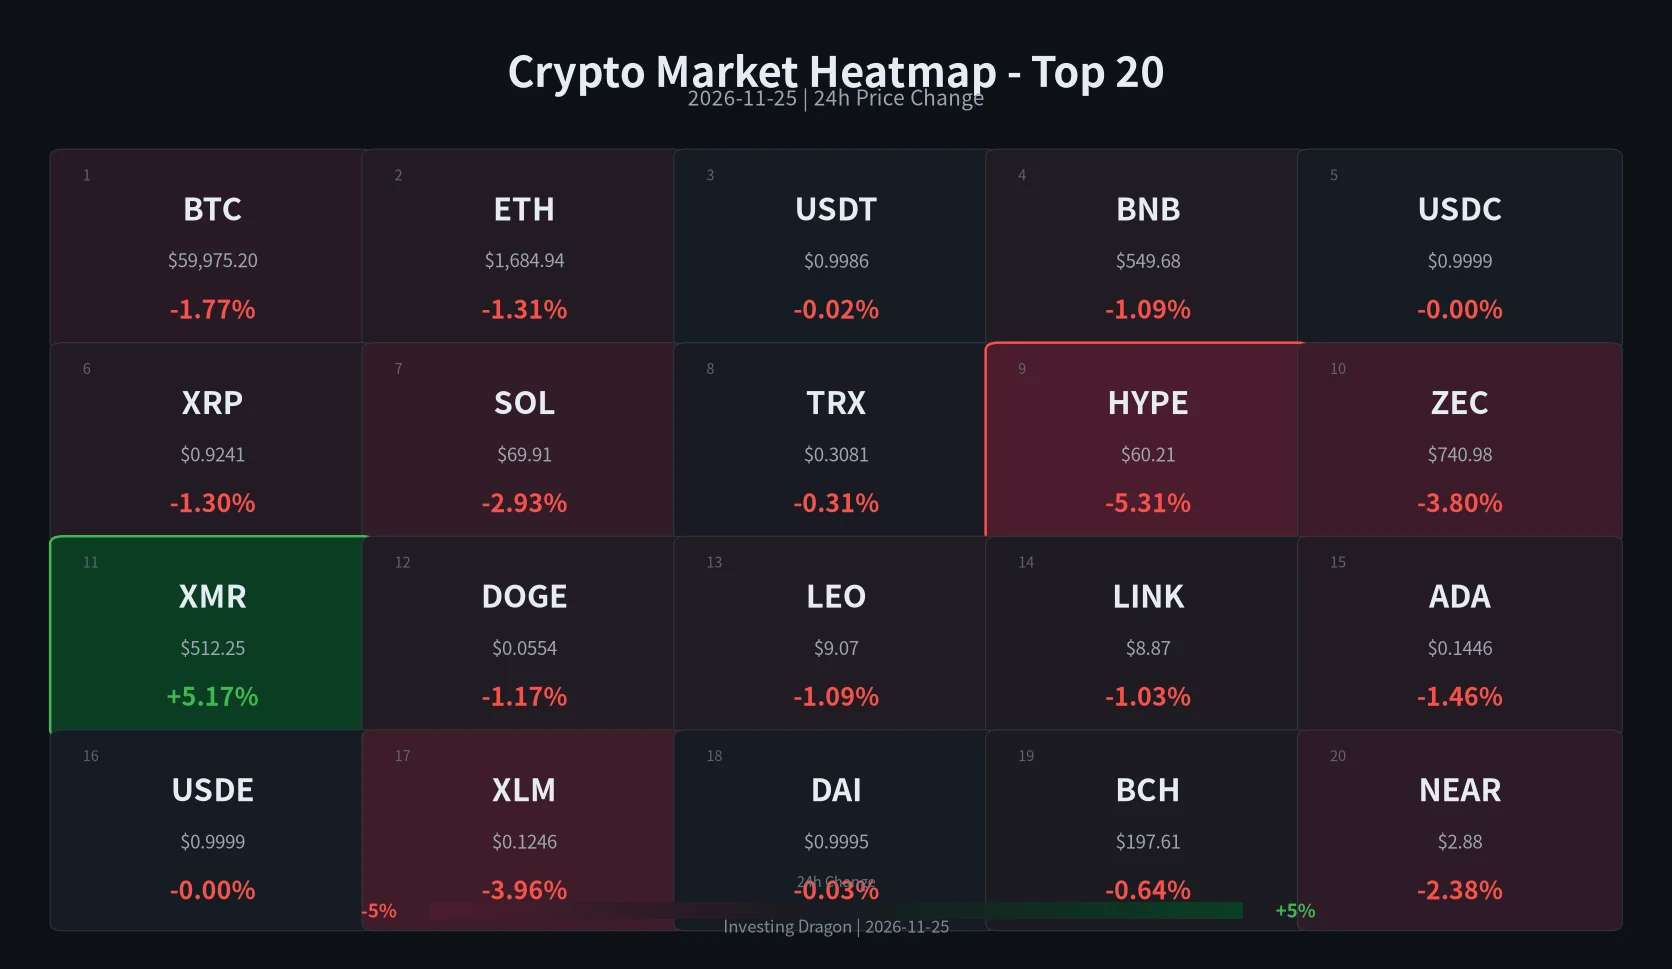 Crypto Market Heatmap - Top 20
2026-11-25 | 24h Price Change
1
BTC
$59,975.20
-1.77%
2
ETH
$1,684.94
-1.31%
3
USDT
$0.9986
-0.02%
4
BNB
$549.68
-1.09%
5
USDC
$0.9999
-0.00%
6
XRP
$0.9241
-1.30%
7
SOL
$69.91
-2.93%
8
TRX
$0.3081
-0.31%
9
HYPE
$60.21
-5.31%
10
ZEC
$740.98
-3.80%
11
XMR
$512.25
+5.17%
12
DOGE
$0.0554
-1.17%
13
LEO
$9.07
-1.09%
14
LINK
$8.87
-1.03%
15
ADA
$0.1446
-1.46%
16
USDE
$0.9999
-0.00%
17
XLM
$0.1246
-3.96%
18
DAI
$0.9995
-0.03%
19
BCH
$197.61
-0.64%
20
NEAR
$2.88
-2.38%
24h Change
-5%
+5%
Investing Dragon | 2026-11-25